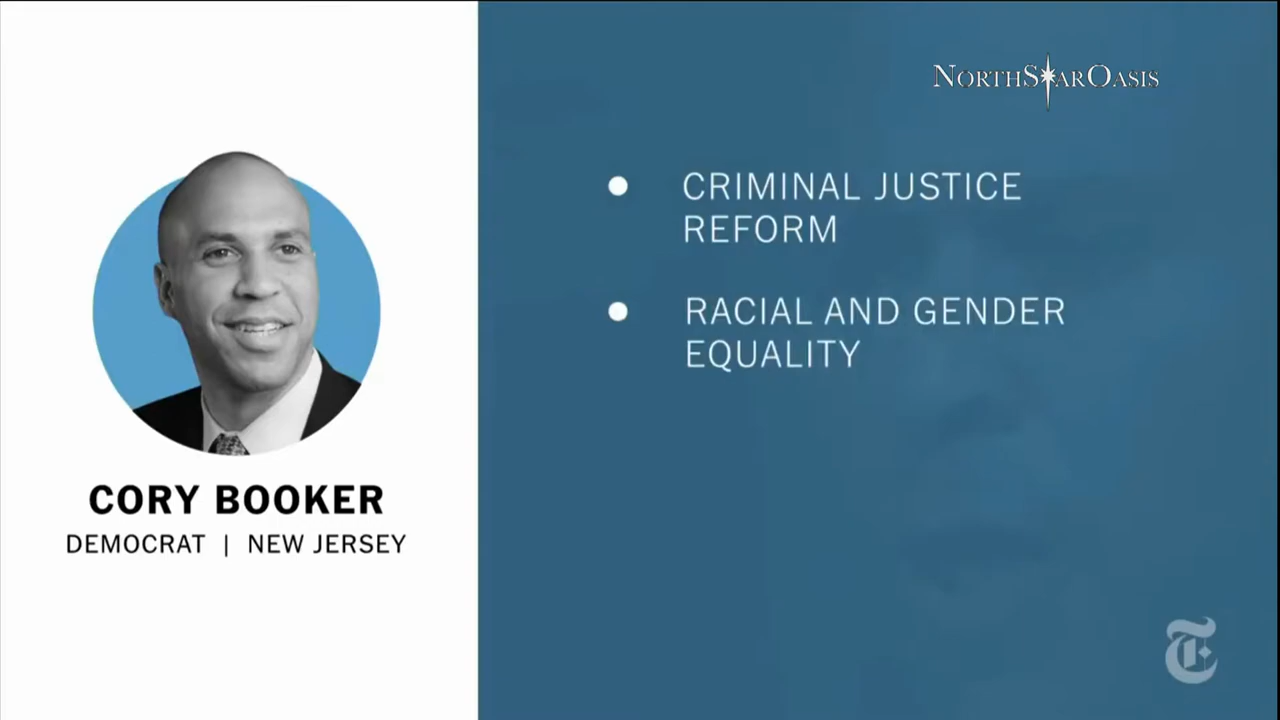 NORTHSTAROASIS
CRIMINAL JUSTICE
REFORM
RACIAL AND GENDER
EQUALITY
CORY BOOKER
DEMOCRAT | NEW JERSEY
T